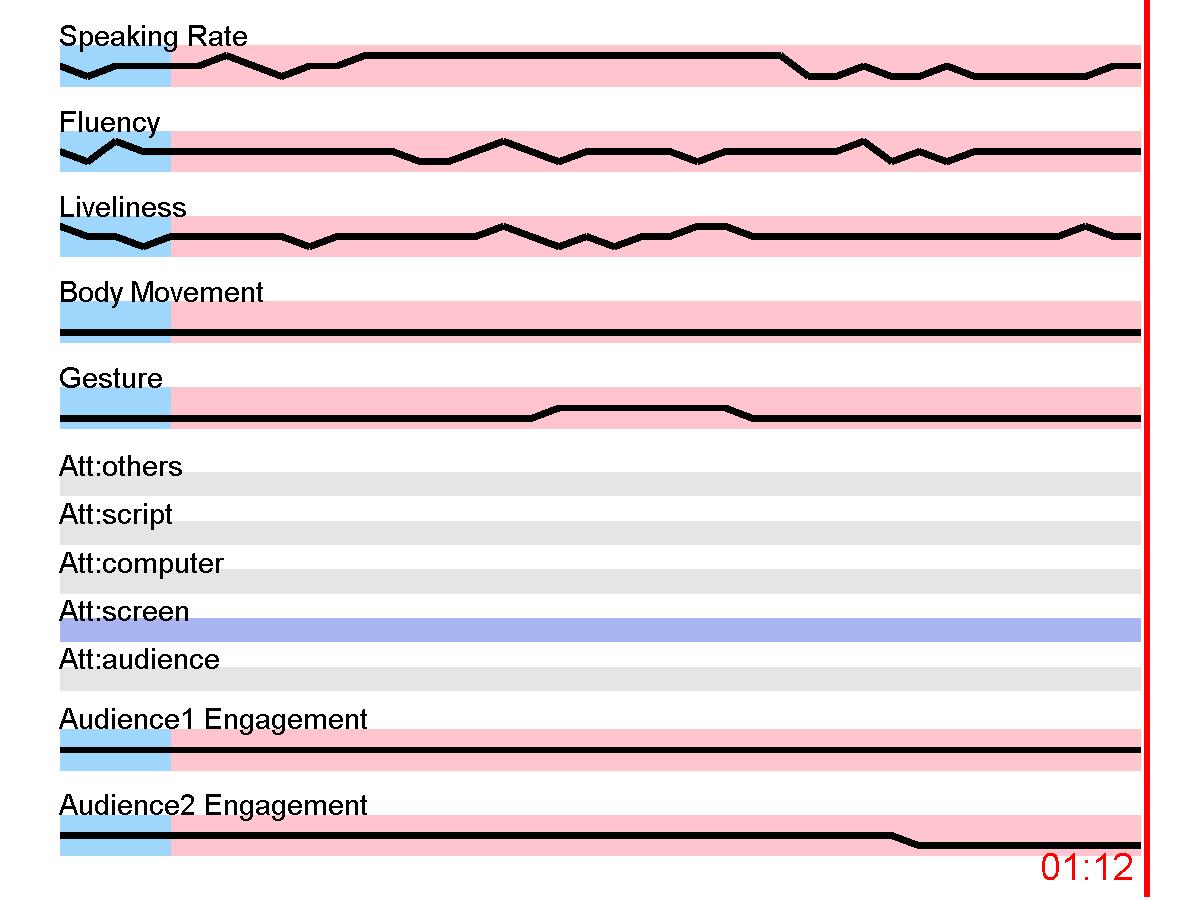 Speaking Rate
Fluency
Liveliness
Body Movement
Gesture
Att:others
Att:script
Att:computer
Att:screen
Att:audience
Audience1 Engagement
Audience2 Engagement
01:12